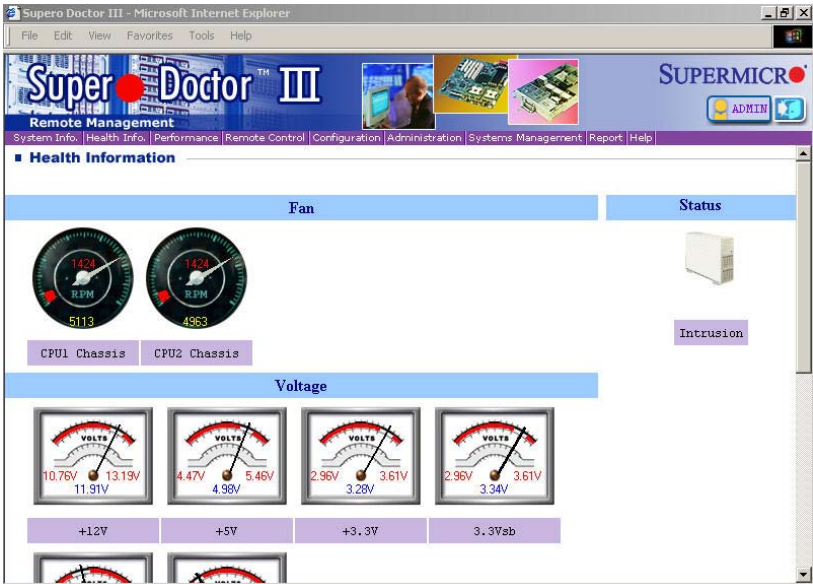 Supero Doctor III - Microsoft Internet Explorer
File Edit View Favorites Tools Help
Super Doctor™ III
SUPERMICR
Remote Management
ADMIN
System Info. Health Info. Performance Remote Control Configuration Administration Systems Management Report Help
Health Information
Fan
Status
1424
RPM
5113
1424
RPM
4963
CPU1 Chassis
CPU2 Chassis
Intrusion
Voltage
VOLTS
10.76V 13.19V
11.91V
VOLTS
4.47V 5.46V
4.98V
VOLTS
2.96V 3.61V
3.28V
VOLTS
2.96V 3.61V
3.34V
+12V
+5V
+3.3V
3.3Vsb